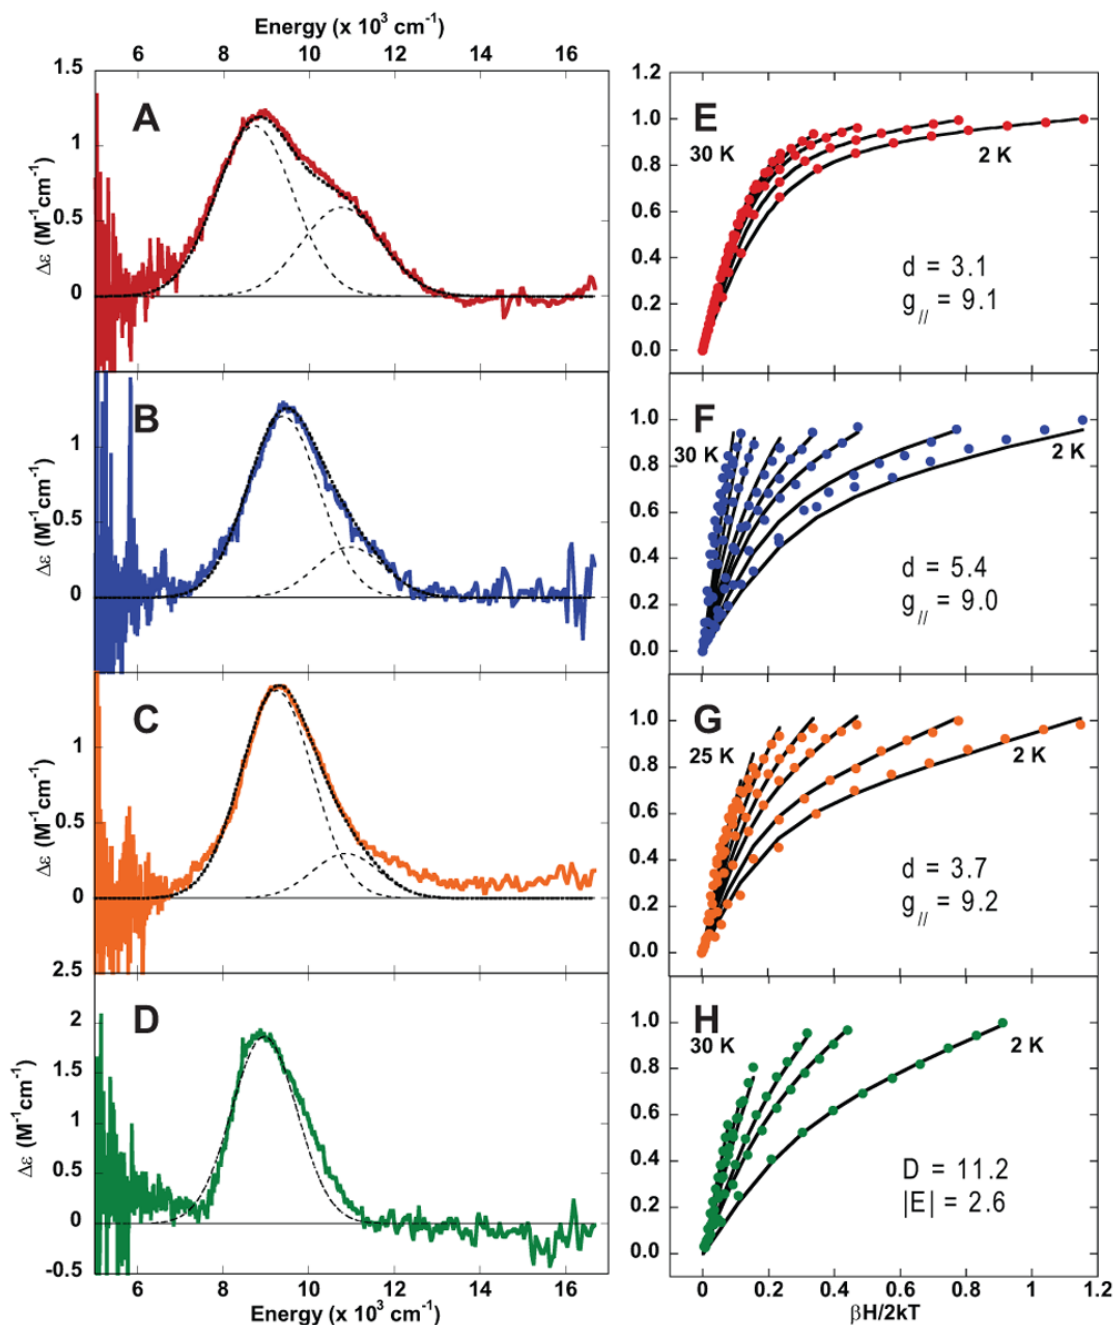 Energy (x 10³ cm⁻¹)
6 8 10 12 14 16
A
Δε (M⁻¹cm⁻¹)
1.5
1
0.5
0
B
Δε (M⁻¹cm⁻¹)
1
0.5
0
C
Δε (M⁻¹cm⁻¹)
1
0.5
0
2.5
D
Δε (M⁻¹cm⁻¹)
2
1.5
1
0.5
0
-0.5
6 8 10 12 14 16
Energy (x 10³ cm⁻¹)
1.2
1.0
0.8
0.6
0.4
0.2
0.0
E
30 K
2 K
d = 3.1
g// = 9.1
1.0
0.8
0.6
0.4
0.2
0.0
F
30 K
2 K
d = 5.4
g// = 9.0
1.0
0.8
0.6
0.4
0.2
0.0
G
25 K
2 K
d = 3.7
g// = 9.2
1.0
0.8
0.6
0.4
0.2
0.0
H
30 K
2 K
D = 11.2
|E| = 2.6
0 0.2 0.4 0.6 0.8 1 1.2
βH/2kT